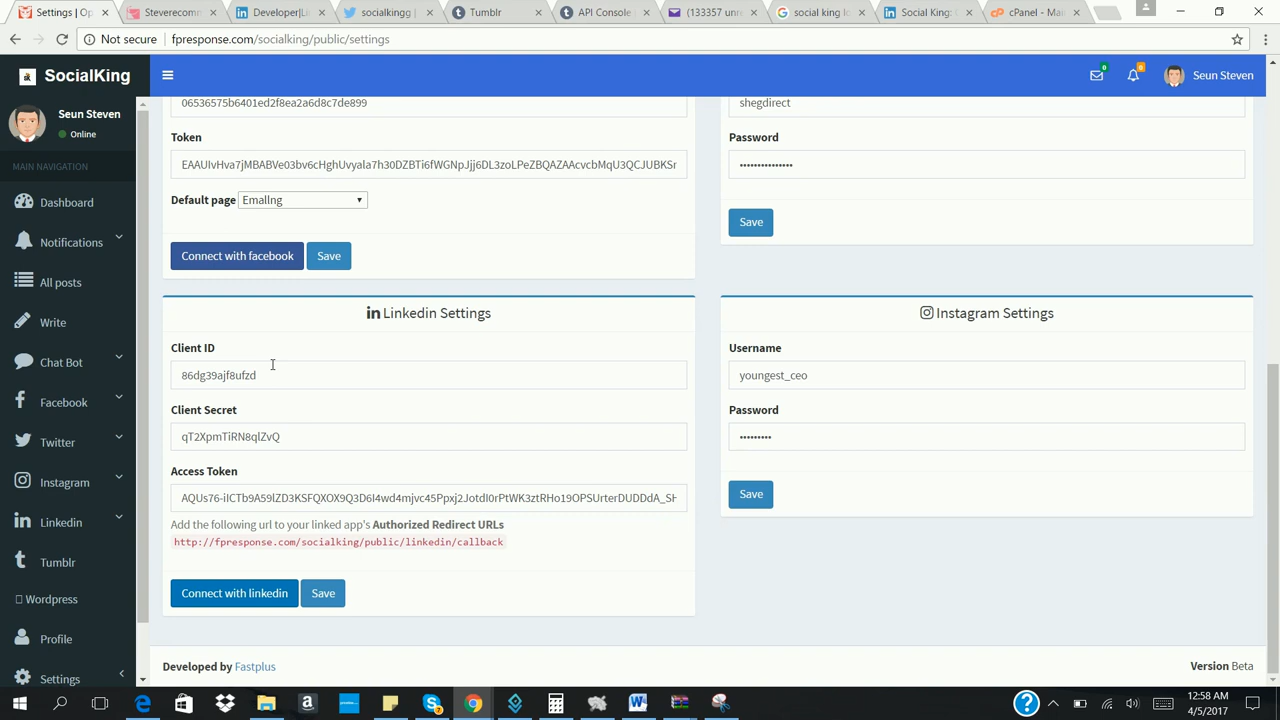 Settings | Op
Steverecomm
Developer|Li
socialkingg |
Tumblr
API Console |
(133357 unre
social king lo
Social King: C
cPanel - Mai
Not secure
fpresponse.com/socialking/public/settings
SocialKing
0
0
Seun Steven
Seun Steven
Online
MAIN NAVIGATION
Dashboard
Notifications
All posts
Write
Chat Bot
Facebook
Twitter
Instagram
Linkedin
Tumblr
Wordpress
Profile
Settings
06536575b6401ed2f8ea2a6d8c7de899
Token
EAAUIvHva7jMBABVe03bv6cHghUvyala7h30DZBTi6fWGNpJjj6DL3zoLPeZBQAZAAcvcbMqU3QCJUBKSr
Default page
Emallng
Connect with facebook
Save
shegdirect
Password
•••••••••••••••
Save
Linkedin Settings
Client ID
86dg39ajf8ufzd
Client Secret
qT2XpmTiRN8qlZvQ
Access Token
AQUs76-iICTb9A59lZD3KSFQXOX9Q3D6I4wd4mjvc45Ppxj2JotdI0rPtWK3ztRHo19OPSUrterDUDDdA_SH
Add the following url to your linked app's Authorized Redirect URLs
http://fpresponse.com/socialking/public/linkedin/callback
Connect with linkedin
Save
Instagram Settings
Username
youngest_ceo
Password
•••••••••
Save
Developed by Fastplus
Version Beta
12:58 AM
4/5/2017